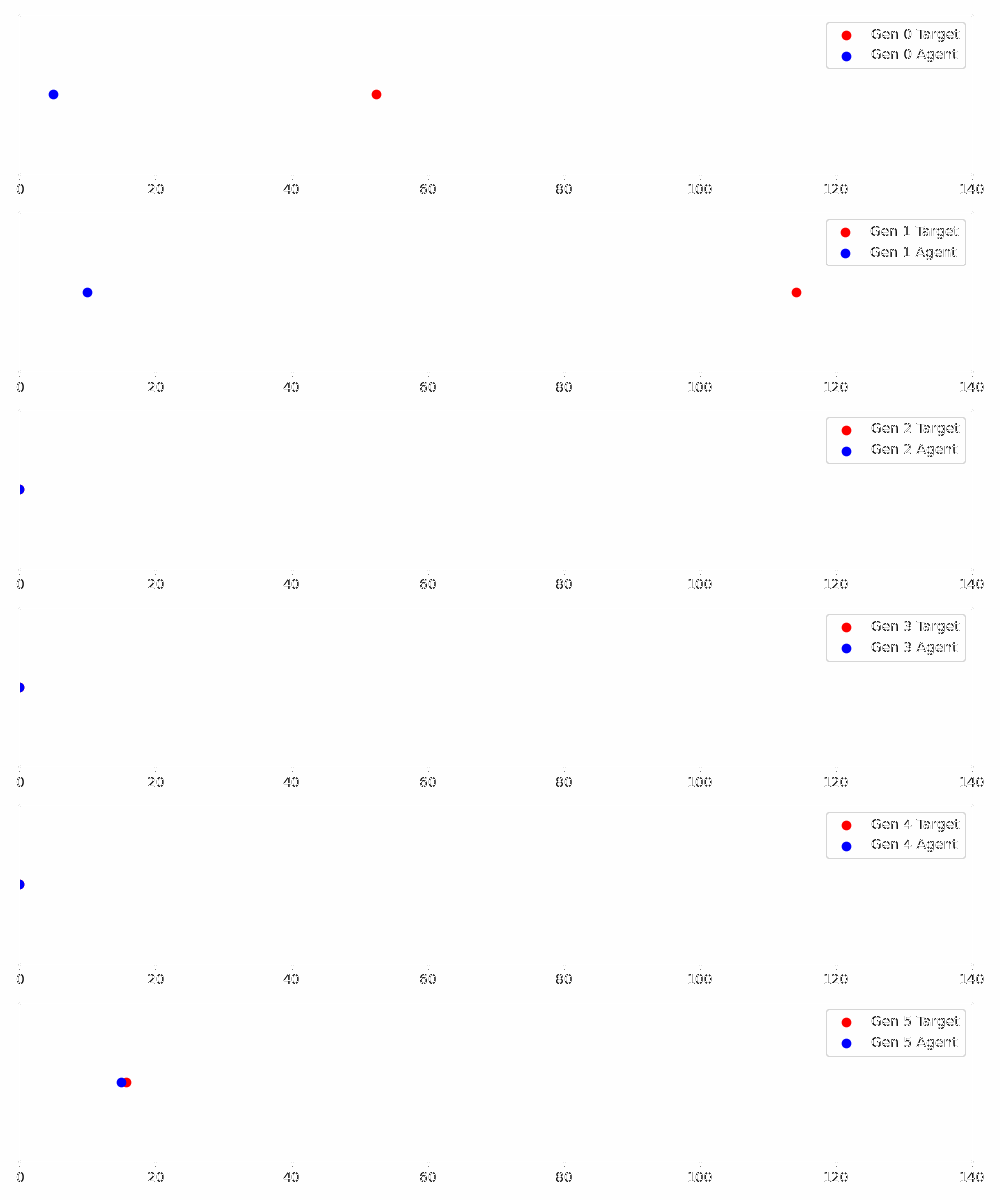 Gen 0 Target
Gen 0 Agent
0 20 40 60 80 100 120 140
Gen 1 Target
Gen 1 Agent
0 20 40 60 80 100 120 140
Gen 2 Target
Gen 2 Agent
0 20 40 60 80 100 120 140
Gen 3 Target
Gen 3 Agent
0 20 40 60 80 100 120 140
Gen 4 Target
Gen 4 Agent
0 20 40 60 80 100 120 140
Gen 5 Target
Gen 5 Agent
0 20 40 60 80 100 120 140